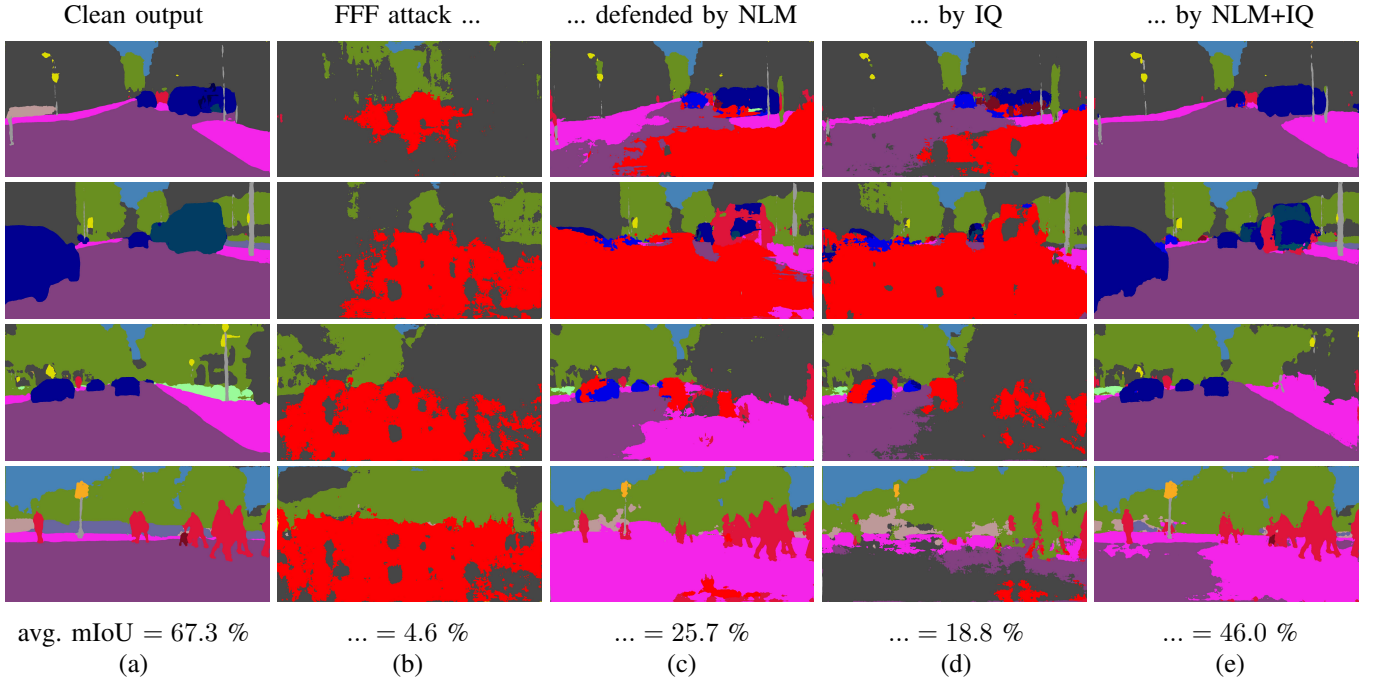 Clean output
FFF attack ...
... defended by NLM
... by IQ
... by NLM+IQ
avg. mIoU = 67.3 %
... = 4.6 %
... = 25.7 %
... = 18.8 %
... = 46.0 %
(a)
(b)
(c)
(d)
(e)